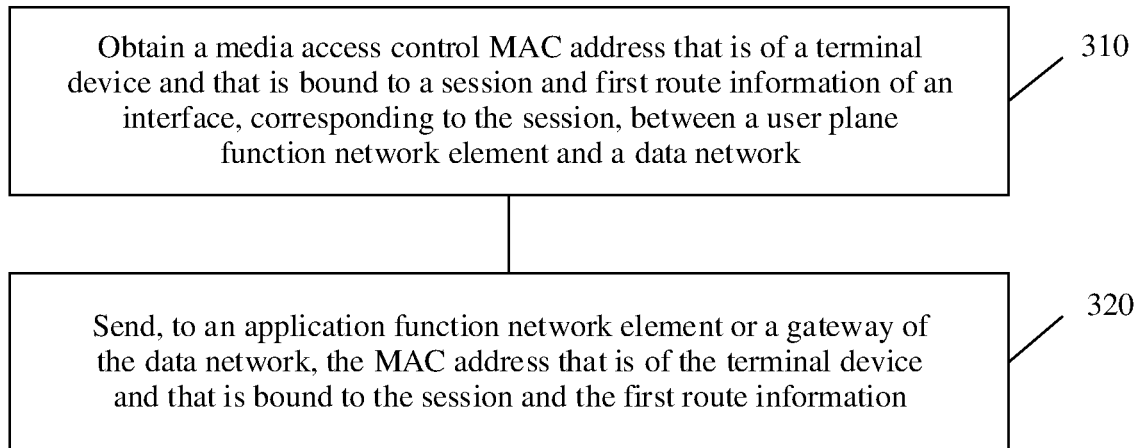 Obtain a media access control MAC address that is of a terminal
device and that is bound to a session and first route information of an
interface, corresponding to the session, between a user plane
function network element and a data network
310
Send, to an application function network element or a gateway of
the data network, the MAC address that is of the terminal device
and that is bound to the session and the first route information
320